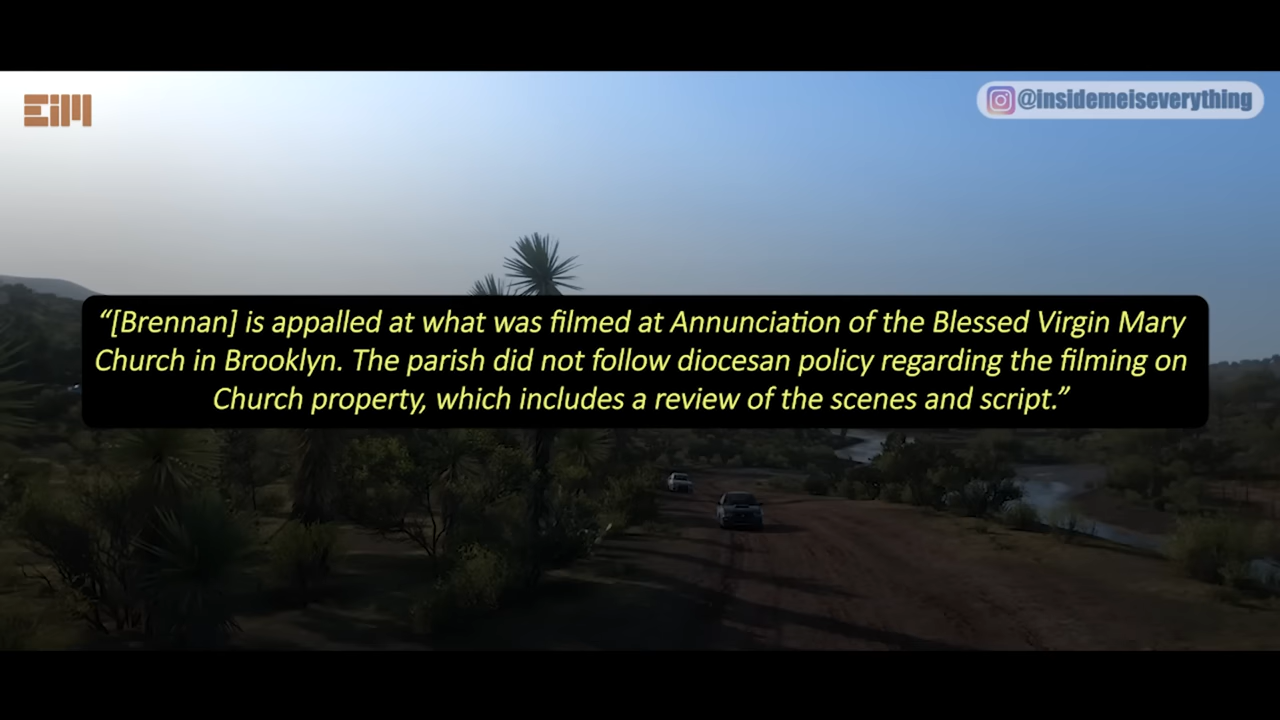 EiM
@insidemeiseverything
“[Brennan] is appalled at what was filmed at Annunciation of the Blessed Virgin Mary
Church in Brooklyn. The parish did not follow diocesan policy regarding the filming on
Church property, which includes a review of the scenes and script.”